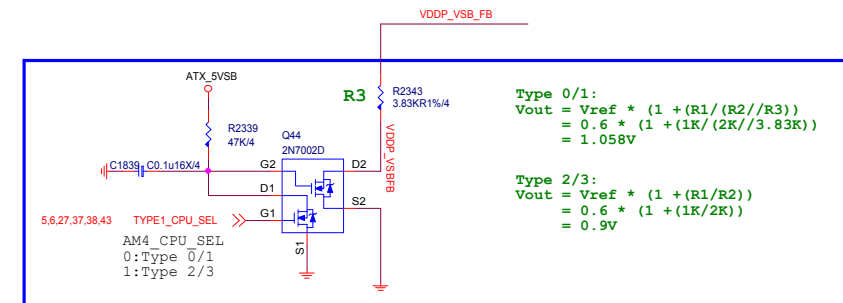 VDDP_VSB_FB
ATX_5VSB
R3
R2343
3.83KR1%/4
R2339
47K/4
Q44
2N7002D
VDDP_VSBFB
C1839
C0.1u16X/4
G2
D2
D1
S2
5,6,27,37,38,43
TYPE1_CPU_SEL
G1
S1
AM4_CPU_SEL
0:Type 0/1
1:Type 2/3
Type 0/1:
Vout = Vref * (1 +(R1/(R2//R3))
= 0.6 * (1 +(1K/(2K//3.83K))
= 1.058V
Type 2/3:
Vout = Vref * (1 +(R1/R2))
= 0.6 * (1 +(1K/2K))
= 0.9V